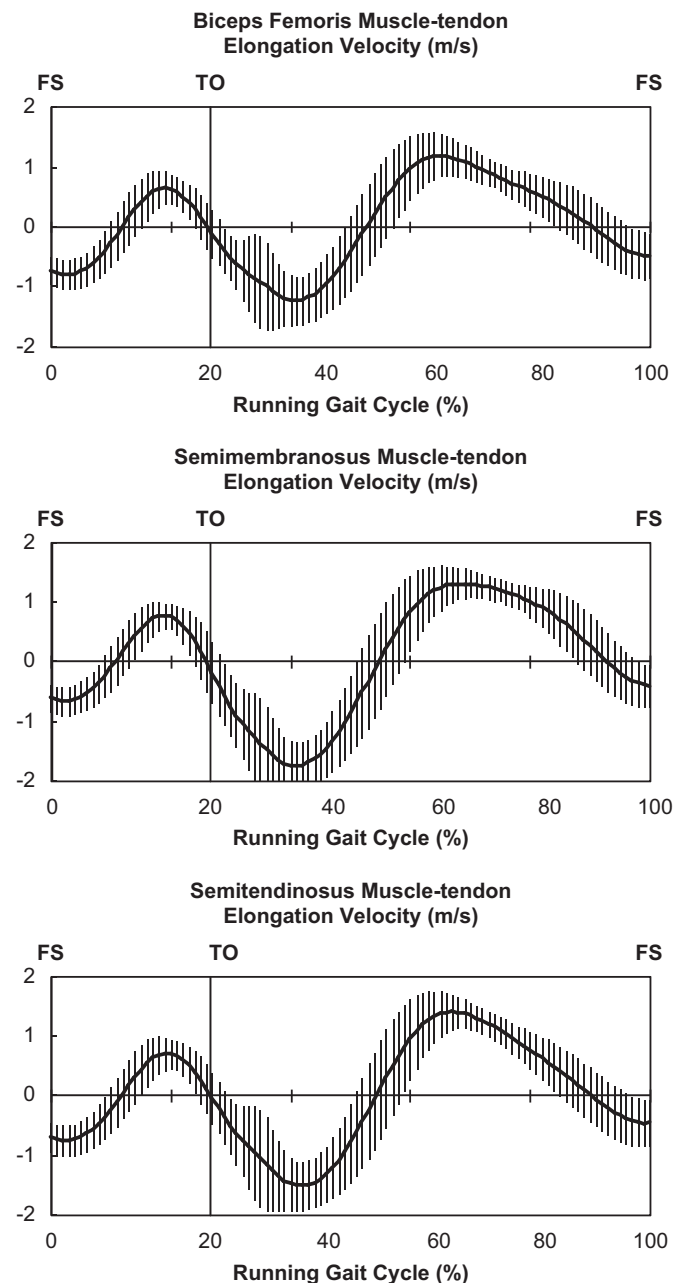 Biceps Femoris Muscle-tendon
Elongation Velocity (m/s)
FS TO FS
2
1
0
-1
-2
0 20 40 60 80 100
Running Gait Cycle (%)
Semimembranosus Muscle-tendon
Elongation Velocity (m/s)
FS TO FS
2
1
0
-1
-2
0 20 40 60 80 100
Running Gait Cycle (%)
Semitendinosus Muscle-tendon
Elongation Velocity (m/s)
FS TO FS
2
1
0
-1
-2
0 20 40 60 80 100
Running Gait Cycle (%)